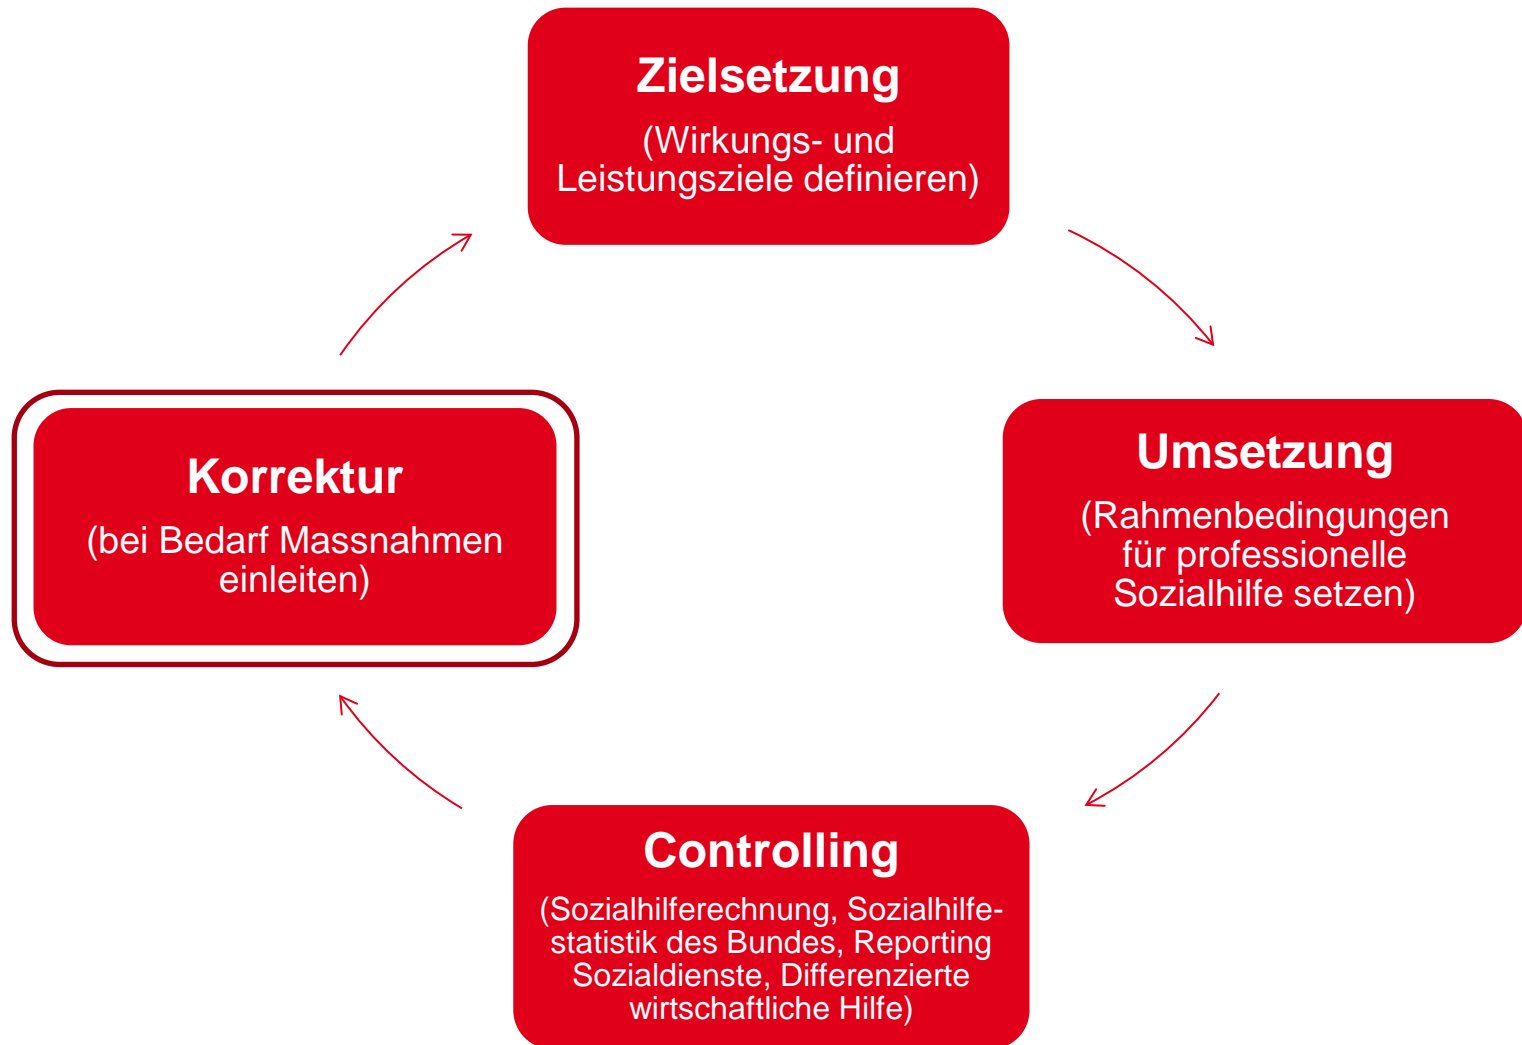 Zielsetzung
(Wirkungs- und
Leistungsziele definieren)
Umsetzung
(Rahmenbedingungen
für professionelle
Sozialhilfe setzen)
Controlling
(Sozialhilferechnung, Sozialhilfe-
statistik des Bundes, Reporting
Sozialdienste, Differenzierte
wirtschaftliche Hilfe)
Korrektur
(bei Bedarf Massnahmen
einleiten)